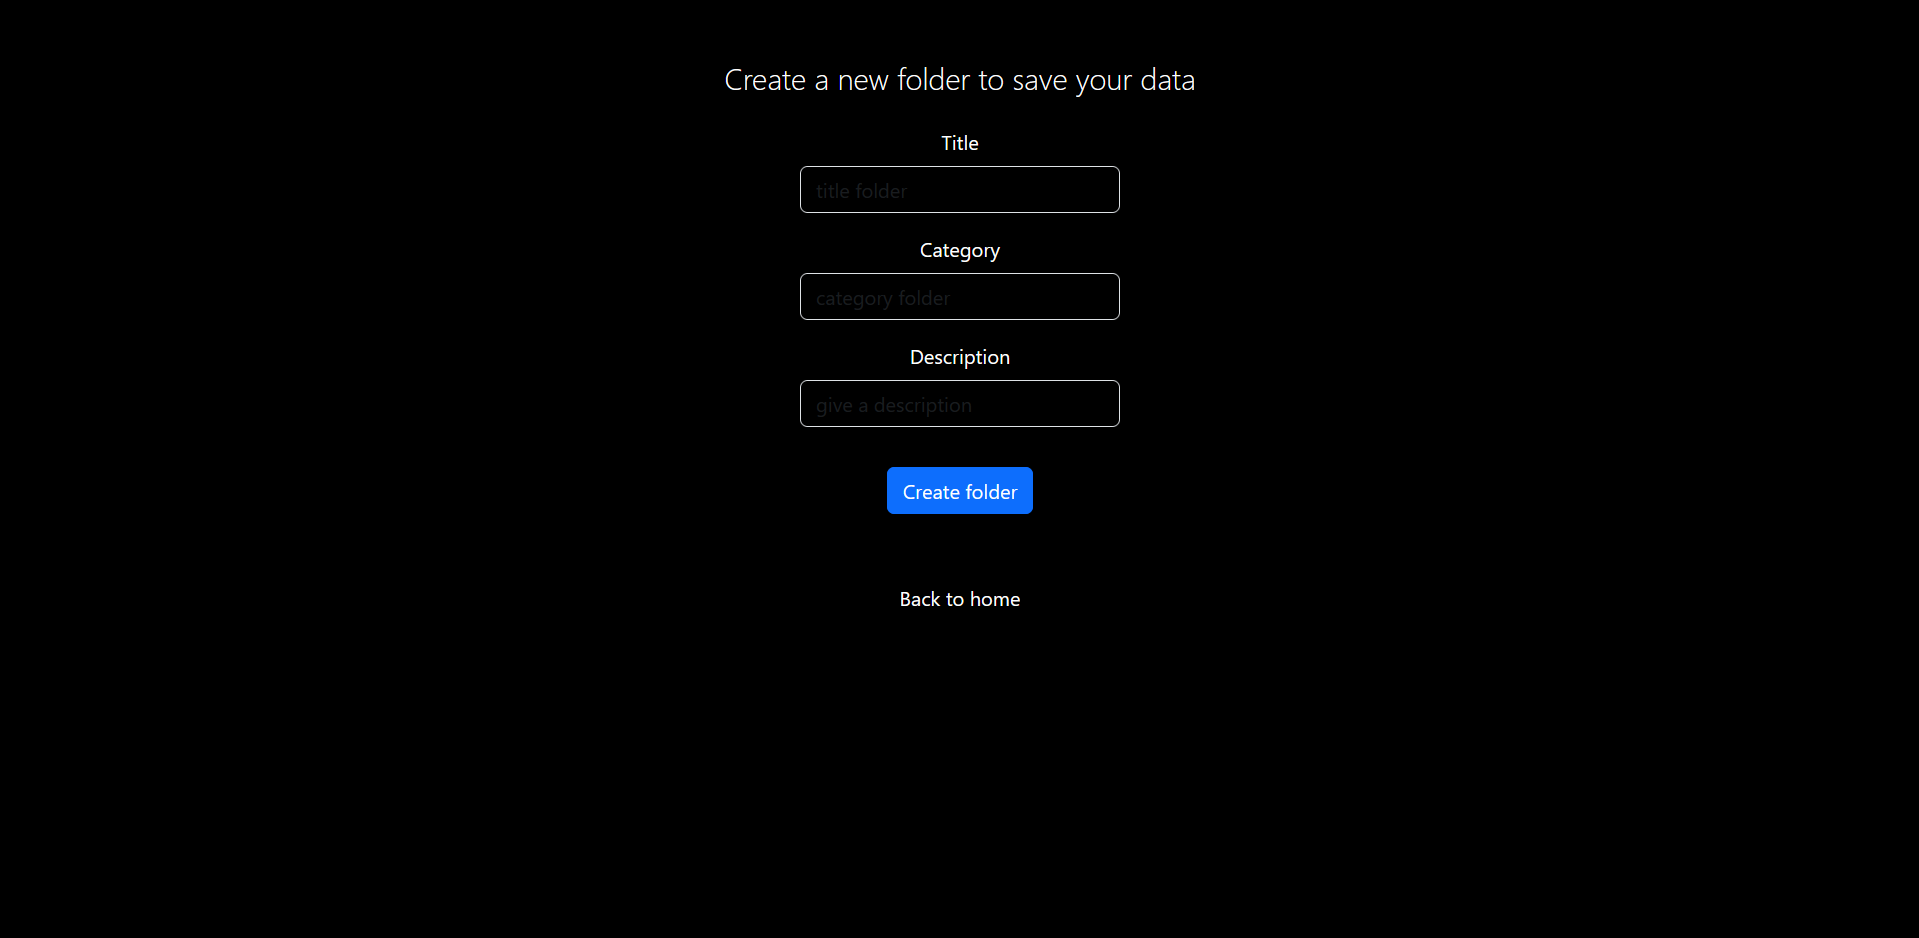 Create a new folder to save your data
Title
title folder
Category
category folder
Description
give a description
Create folder
Back to home